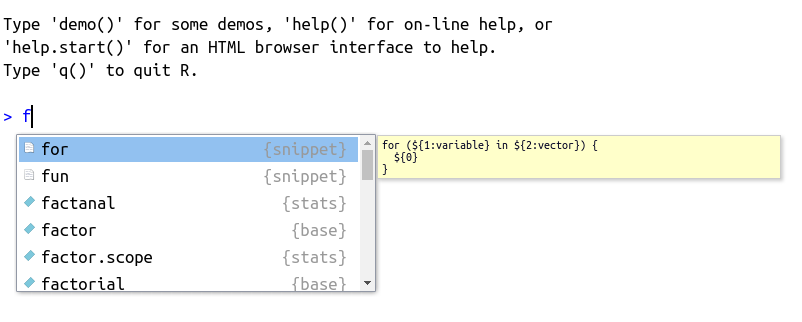 Type 'demo()' for some demos, 'help()' for on-line help, or
'help.start()' for an HTML browser interface to help.
Type 'q()' to quit R.
> f
for {snippet}
fun {snippet}
factanal {stats}
factor {base}
factor.scope {stats}
factorial {base}
for (${1:variable} in ${2:vector}) {
  ${0}
}